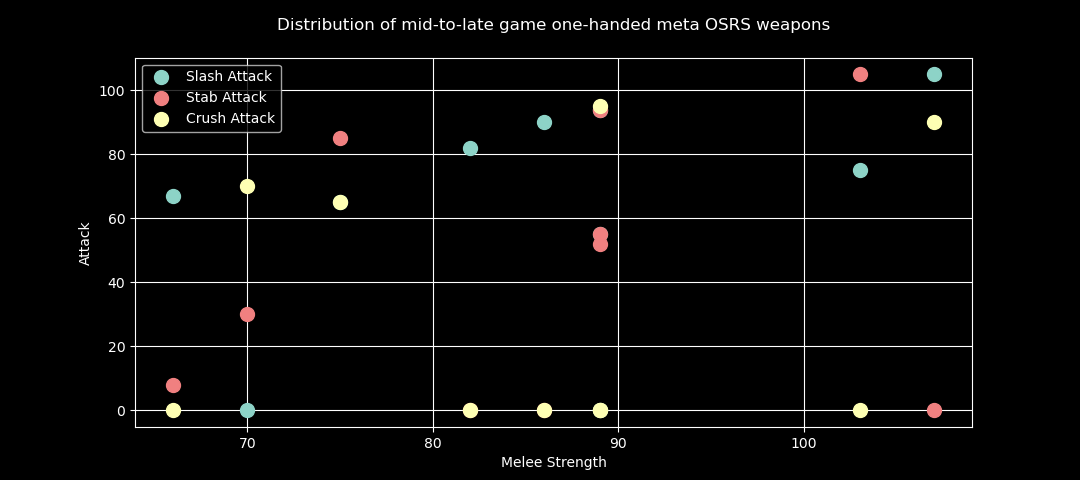 Distribution of mid-to-late game one-handed meta OSRS weapons
Slash Attack
Stab Attack
Crush Attack
100
80
60
40
20
0
Attack
70 80 90 100
Melee Strength